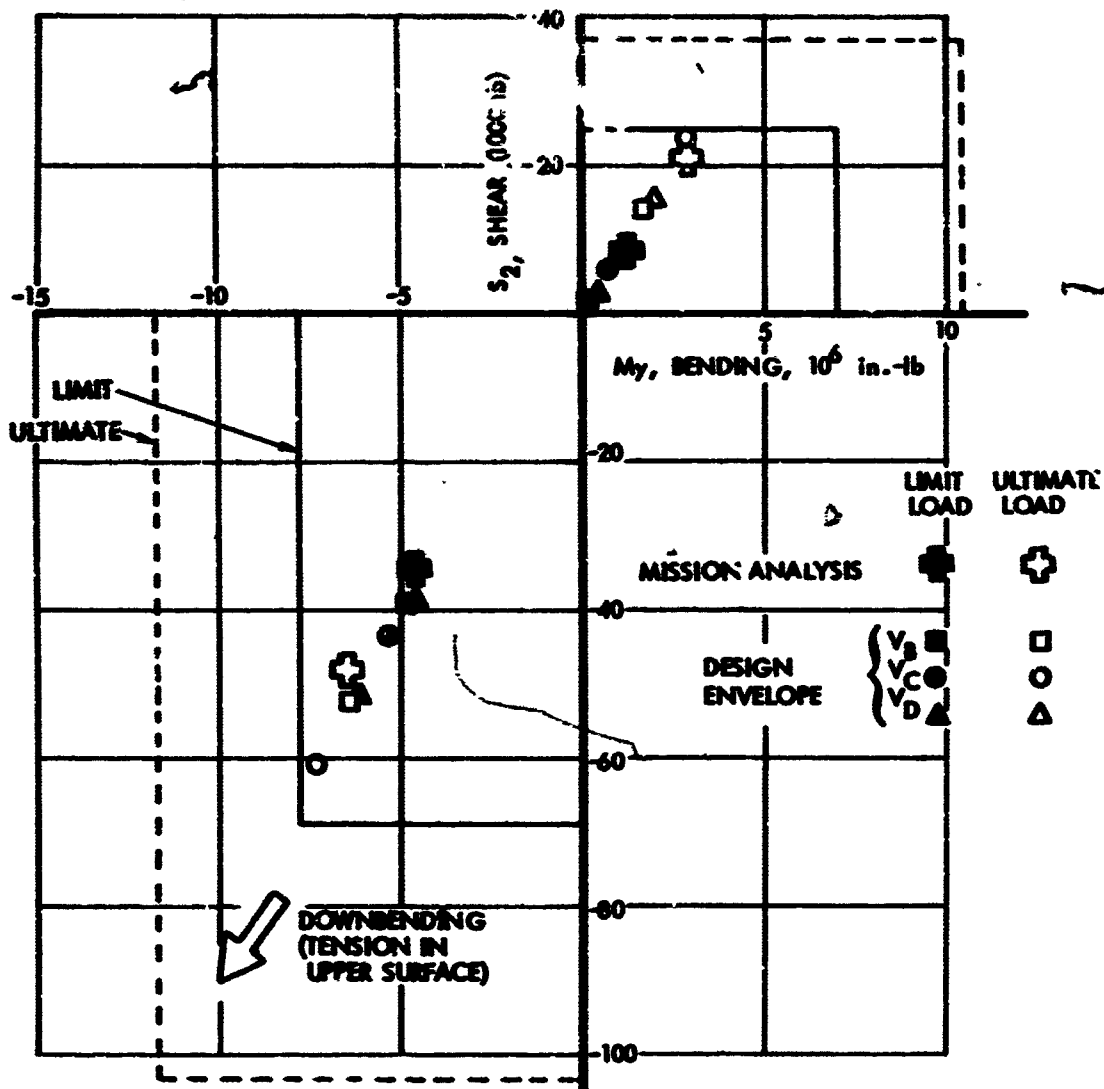 40
S2, SHEAR (1000 lb)
20
-15
-10
-5
5
10
My, BENDING, 10^6 in.-lb
LIMIT
ULTIMATE
-20
LIMIT LOAD
ULTIMATE LOAD
MISSION ANALYSIS
-40
DESIGN ENVELOPE
VB
VC
VD
-60
-80
DOWNBENDING
(TENSION IN
UPPER SURFACE)
-100